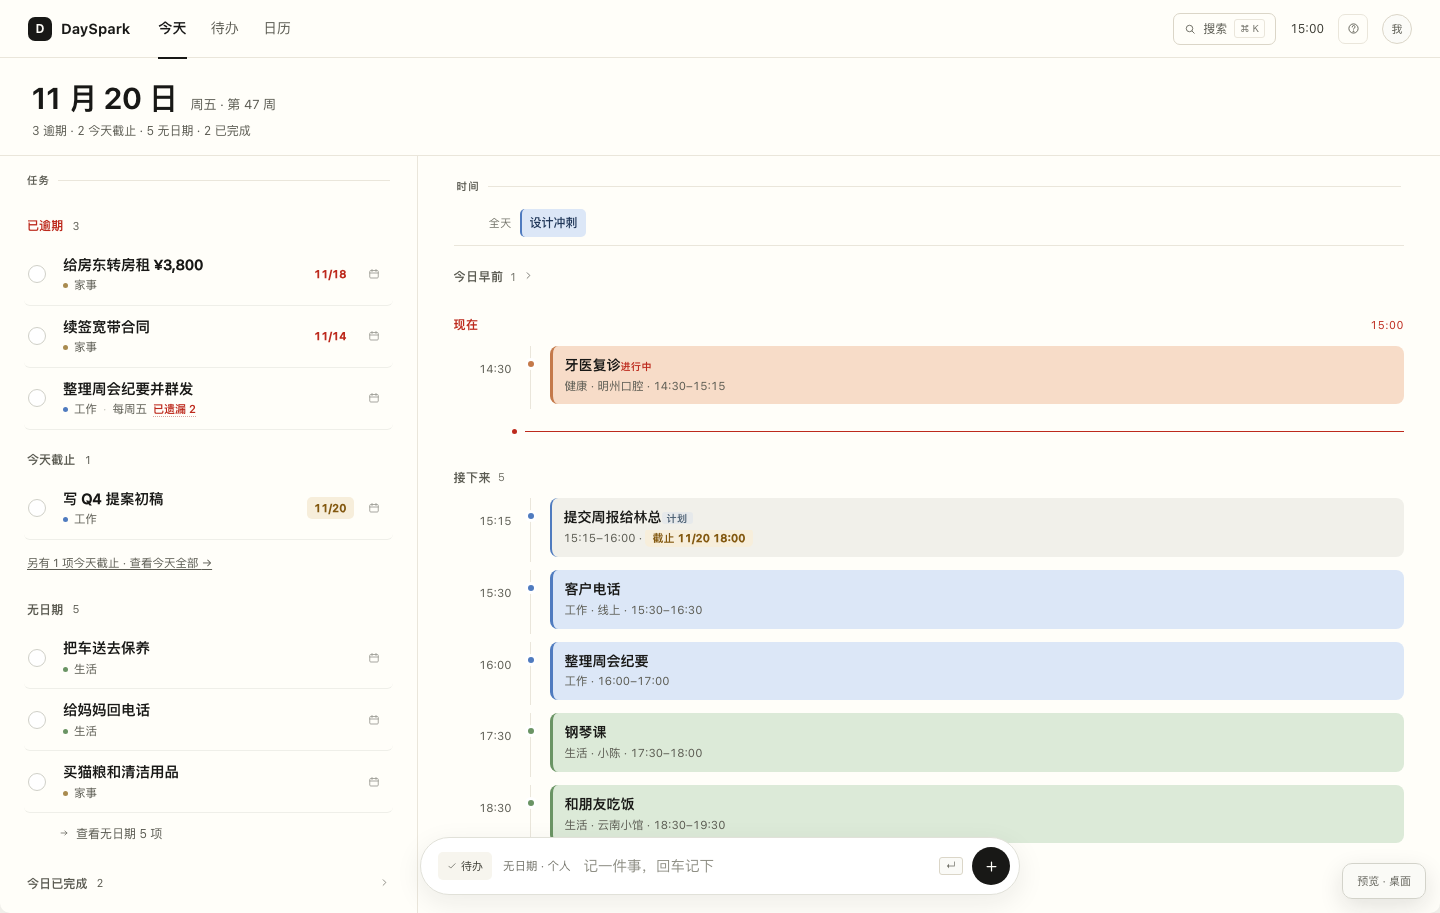 D DaySpark 今天 待办 日历 搜索 ⌘ K 15:00 我
11 月 20 日 周五 · 第 47 周
3 逾期 · 2 今天截止 · 5 无日期 · 2 已完成
任务
已逾期 3
给房东转房租 ¥3,800 11/18
家事
续签宽带合同 11/14
家事
整理周会纪要并群发
工作 · 每周五 已遗漏 2
今天截止 1
写 Q4 提案初稿 11/20
工作
另有 1 项今天截止 · 查看今天全部 →
无日期 5
把车送去保养
生活
给妈妈回电话
生活
买猫粮和清洁用品
家事
→ 查看无日期 5 项
今日已完成 2
时间
全天 设计冲刺
今日早前 1
现在 15:00
14:30 牙医复诊进行中
健康 · 明州口腔 · 14:30–15:15
接下来 5
15:15 提交周报给林总 计划
15:15–16:00 · 截止 11/20 18:00
15:30 客户电话
工作 · 线上 · 15:30–16:30
16:00 整理周会纪要
工作 · 16:00–17:00
17:30 钢琴课
生活 · 小陈 · 17:30–18:00
18:30 和朋友吃饭
生活 · 云南小馆 · 18:30–19:30
待办 无日期 · 个人 记一件事，回车记下
预览 · 桌面